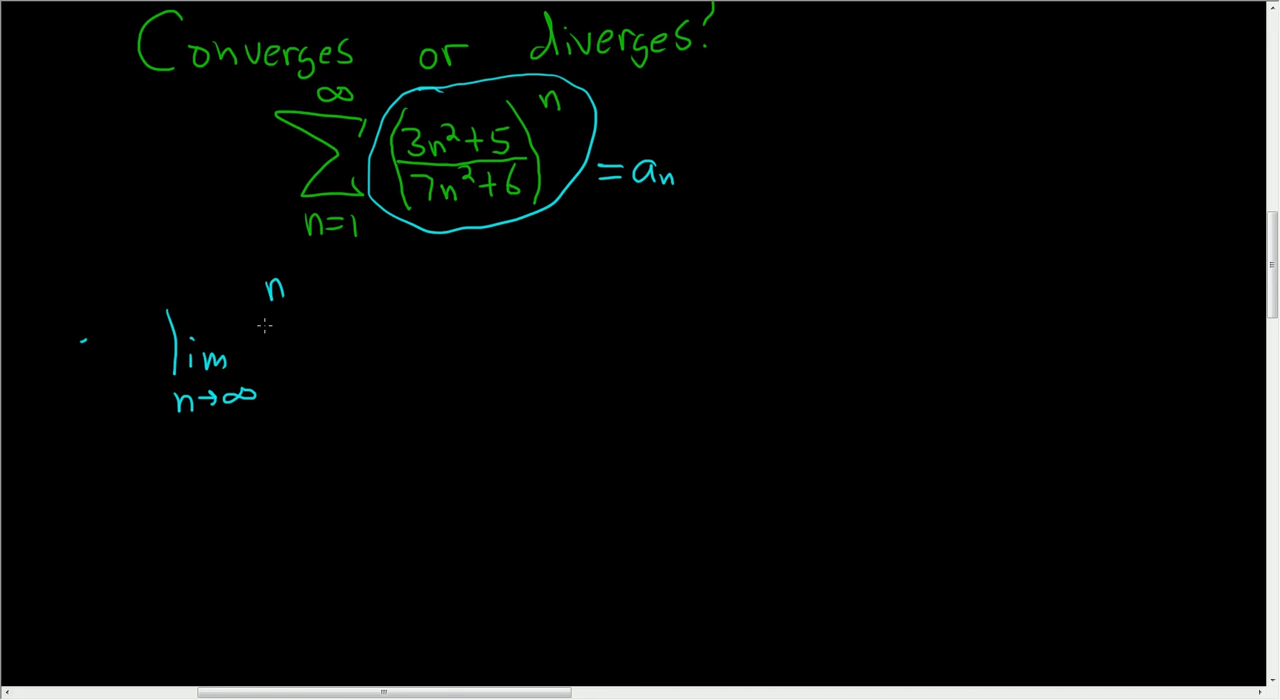 Converges or diverges?
∞
∑ ((3n²+5)/(7n²+6))ⁿ = aₙ
n=1
n
lim
n→∞